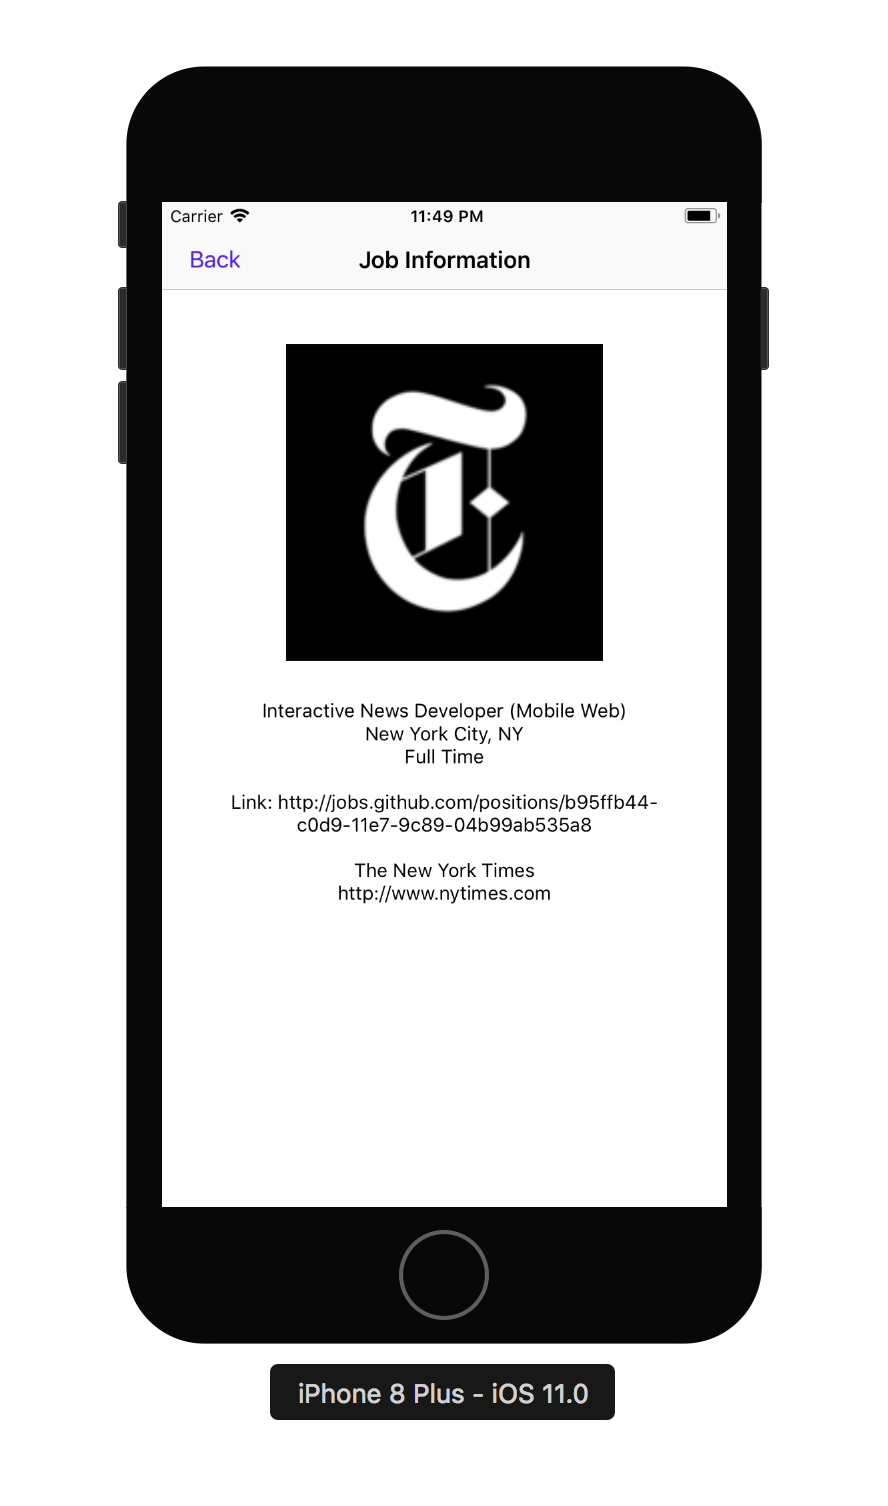 Carrier 11:49 PM
Back Job Information
T
Interactive News Developer (Mobile Web)
New York City, NY
Full Time
Link: http://jobs.github.com/positions/b95ffb44-
c0d9-11e7-9c89-04b99ab535a8
The New York Times
http://www.nytimes.com
iPhone 8 Plus - iOS 11.0